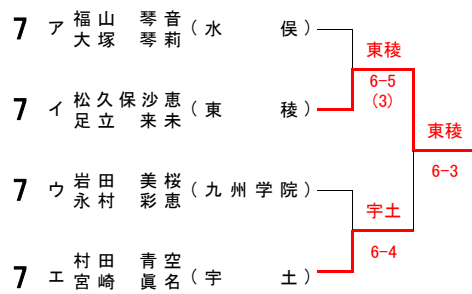 7 ア 福山 琴音 (水俣)
大塚 琴莉
東稜
6-5
(3)
7 イ 松久保沙恵 (東稜)
足立 来未
東稜
6-3
7 ウ 岩田 美桜 (九州学院)
永村 彩恵
宇土
6-4
7 エ 村田 青空 (宇土)
宮崎 眞名